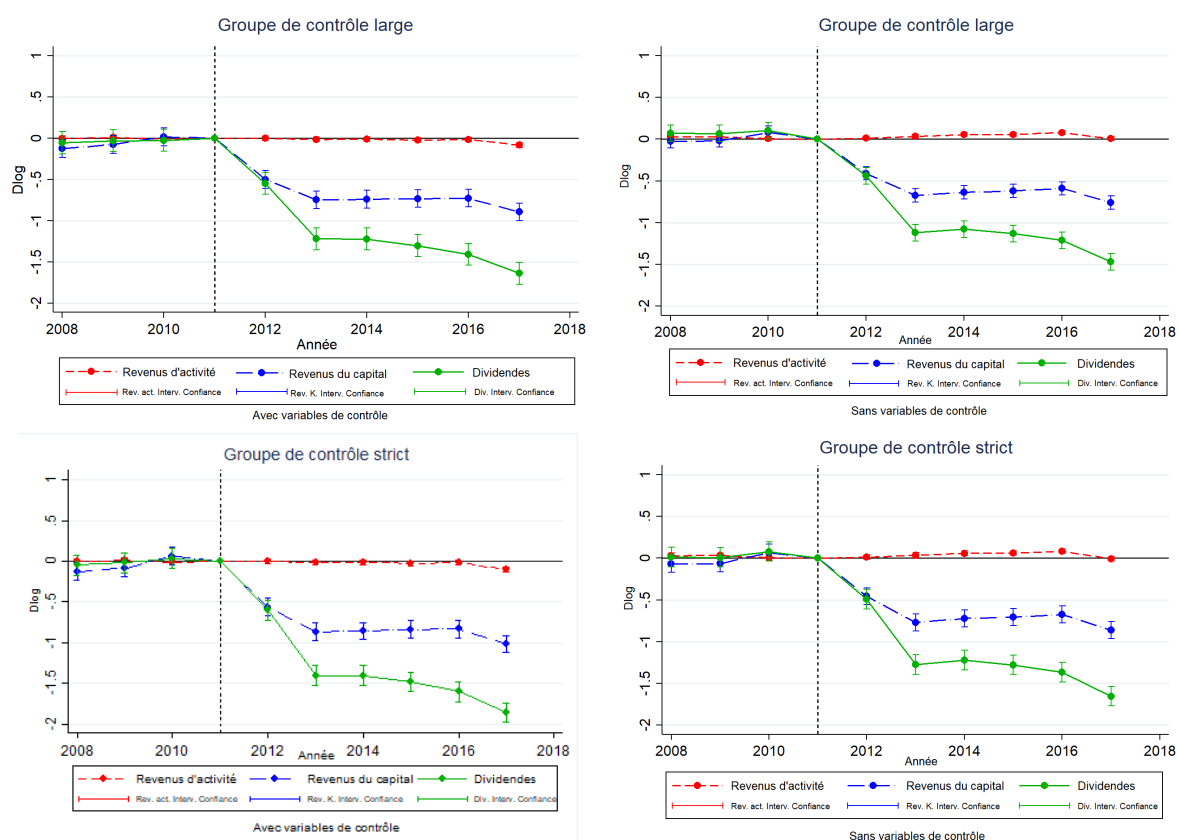 Groupe de contrôle large
1
.5
0
-.5
-1
-1.5
-2
Dlog
2008 2010 2012 2014 2016 2018
Année
Revenus d'activité Revenus du capital Dividendes
Rev. act. Interv. Confiance Rev. K. Interv. Confiance Div. Interv. Confiance
Avec variables de contrôle
Groupe de contrôle large
1
.5
0
-.5
-1
-1.5
-2
Dlog
2008 2010 2012 2014 2016 2018
Année
Revenus d'activité Revenus du capital Dividendes
Rev. act. Interv. Confiance Rev. K. Interv. Confiance Div. Interv. Confiance
Sans variables de contrôle
Groupe de contrôle strict
1
.5
0
-.5
-1
-1.5
-2
Dlog
2008 2010 2012 2014 2016 2018
Année
Revenus d'activité Revenus du capital Dividendes
Rev. act. Interv. Confiance Rev. K. Interv. Confiance Div. Interv. Confiance
Avec variables de contrôle
Groupe de contrôle strict
1
.5
0
-.5
-1
-1.5
-2
Dlog
2008 2010 2012 2014 2016 2018
Année
Revenus d'activité Revenus du capital Dividendes
Rev. act. Interv. Confiance Rev. K. Interv. Confiance Div. Interv. Confiance
Sans variables de contrôle